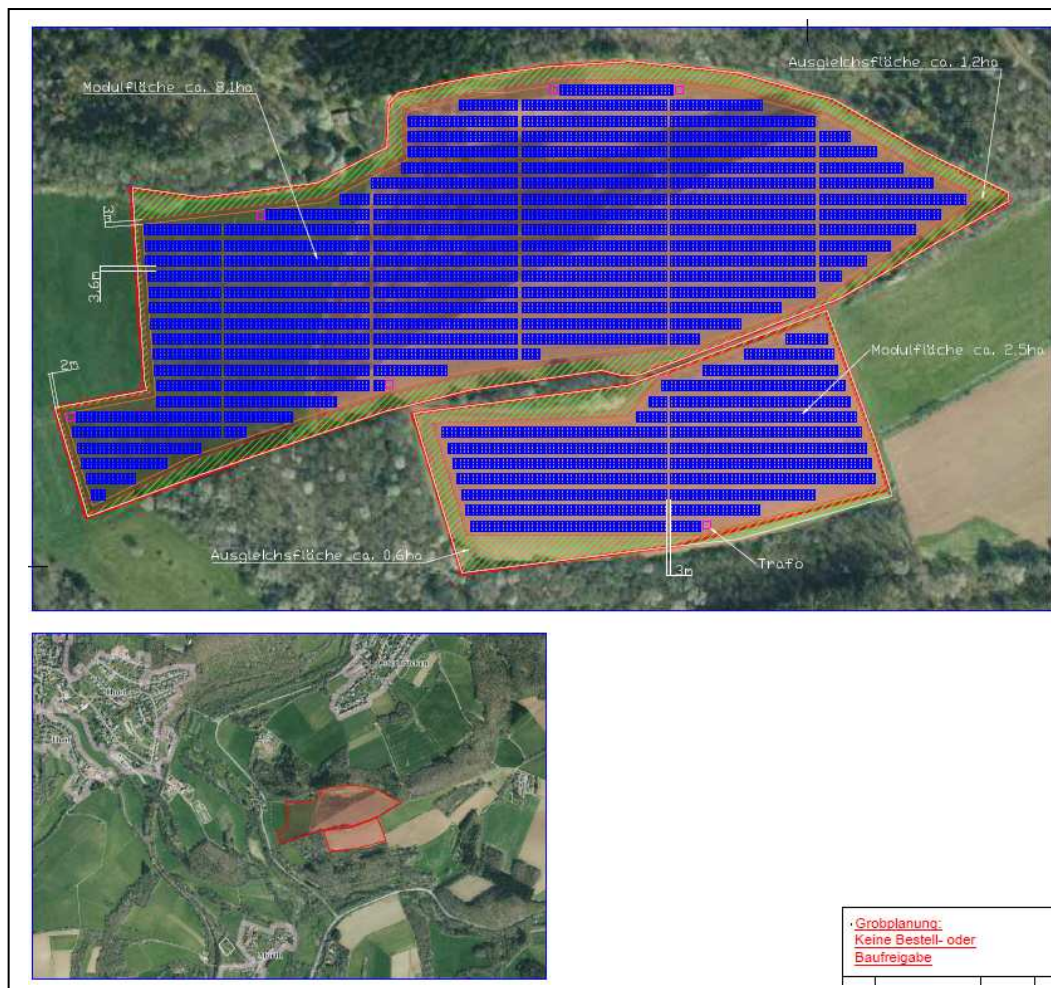 Ausgleichsfläche ca. 1,2ha
Modulfläche ca. 8,1ha
3m
3,6m
2m
Modulfläche ca. 2,5ha
Ausgleichsfläche ca. 0,6ha
3m
Trafo
Grobplanung:
Keine Bestell- oder
Baufreigabe